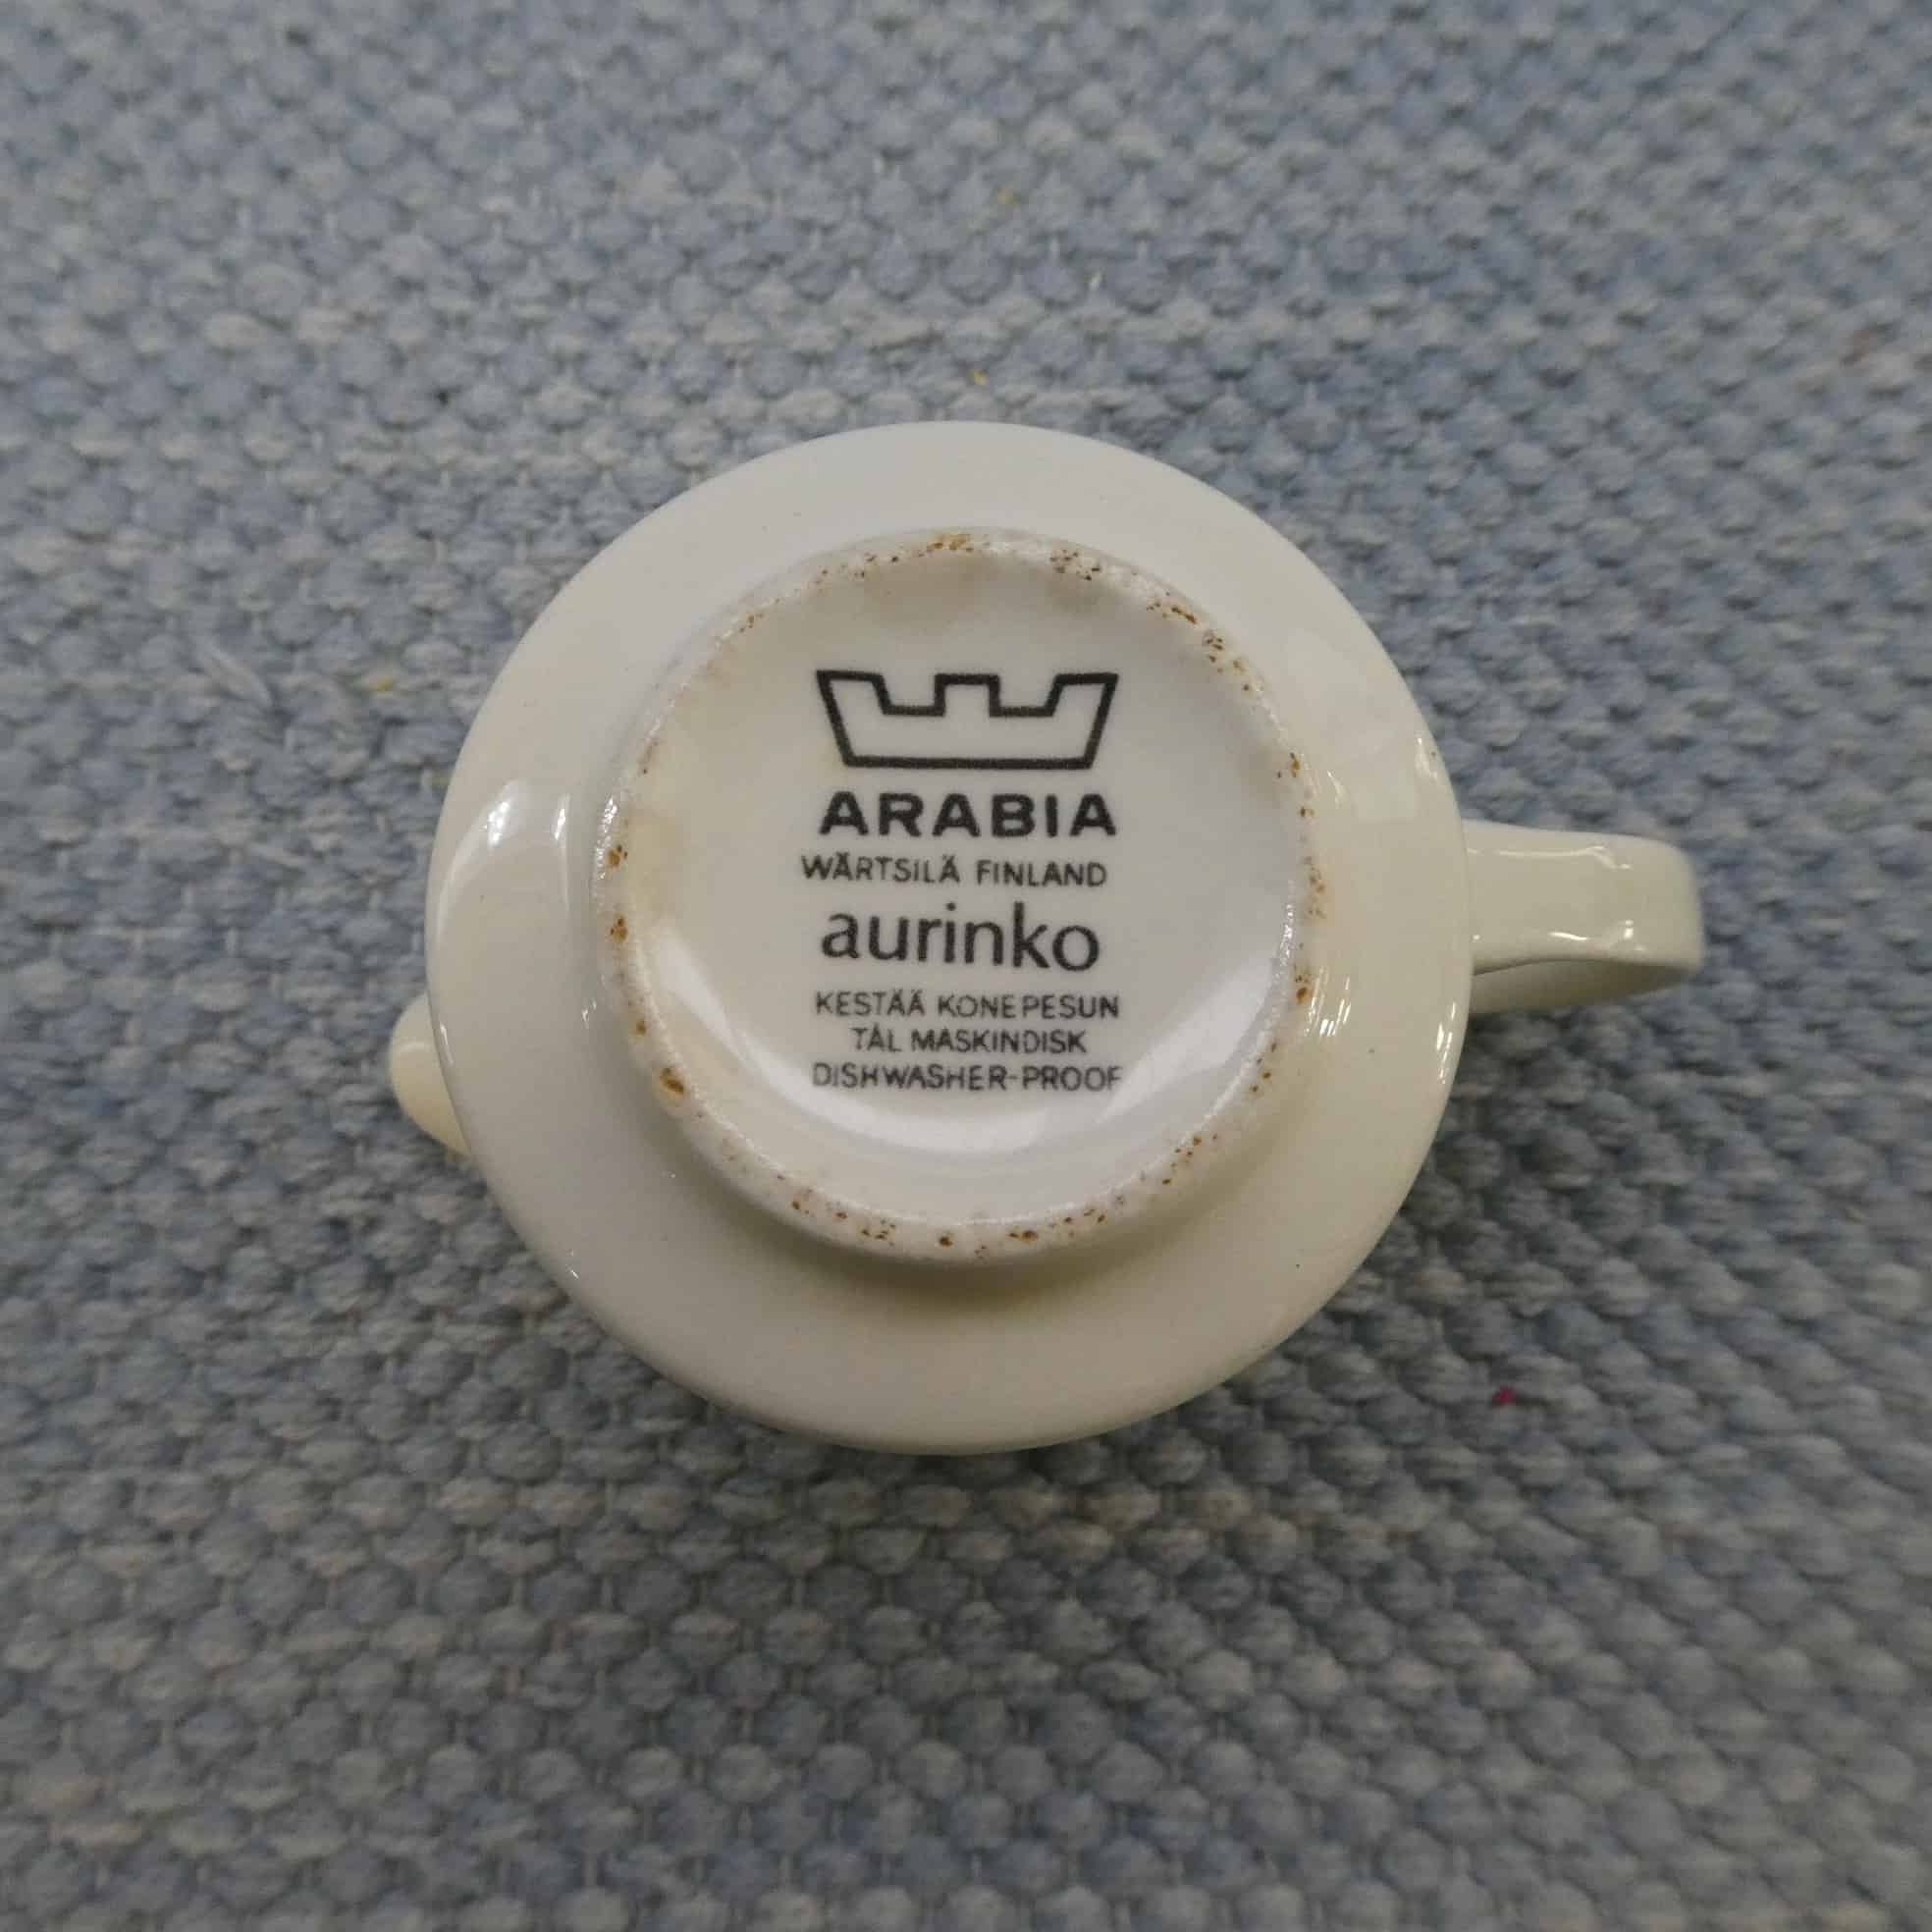 ARABIA
WÄRTSILÄ FINLAND
aurinko
KESTÄÄ KONEPESUN
TÅL MASKINDISK
DISHWASHER-PROOF